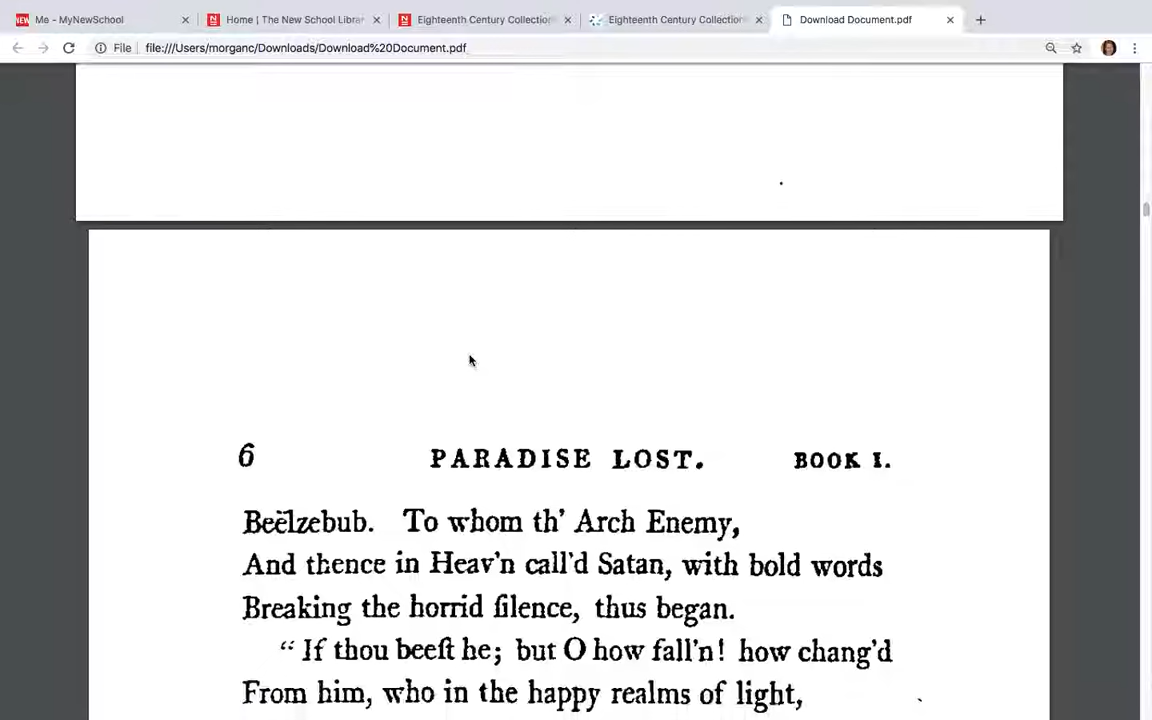 Me - MyNewSchool
Home | The New School Librar
Eighteenth Century Collection
Eighteenth Century Collection
Download Document.pdf
File file:///Users/morganc/Downloads/Download%20Document.pdf
6 PARADISE LOST. BOOK I.
Beëlzebub. To whom th' Arch Enemy,
And thence in Heav'n call'd Satan, with bold words
Breaking the horrid ſilence, thus began.
“ If thou beeſt he; but O how fall'n! how chang'd
From him, who in the happy realms of light,